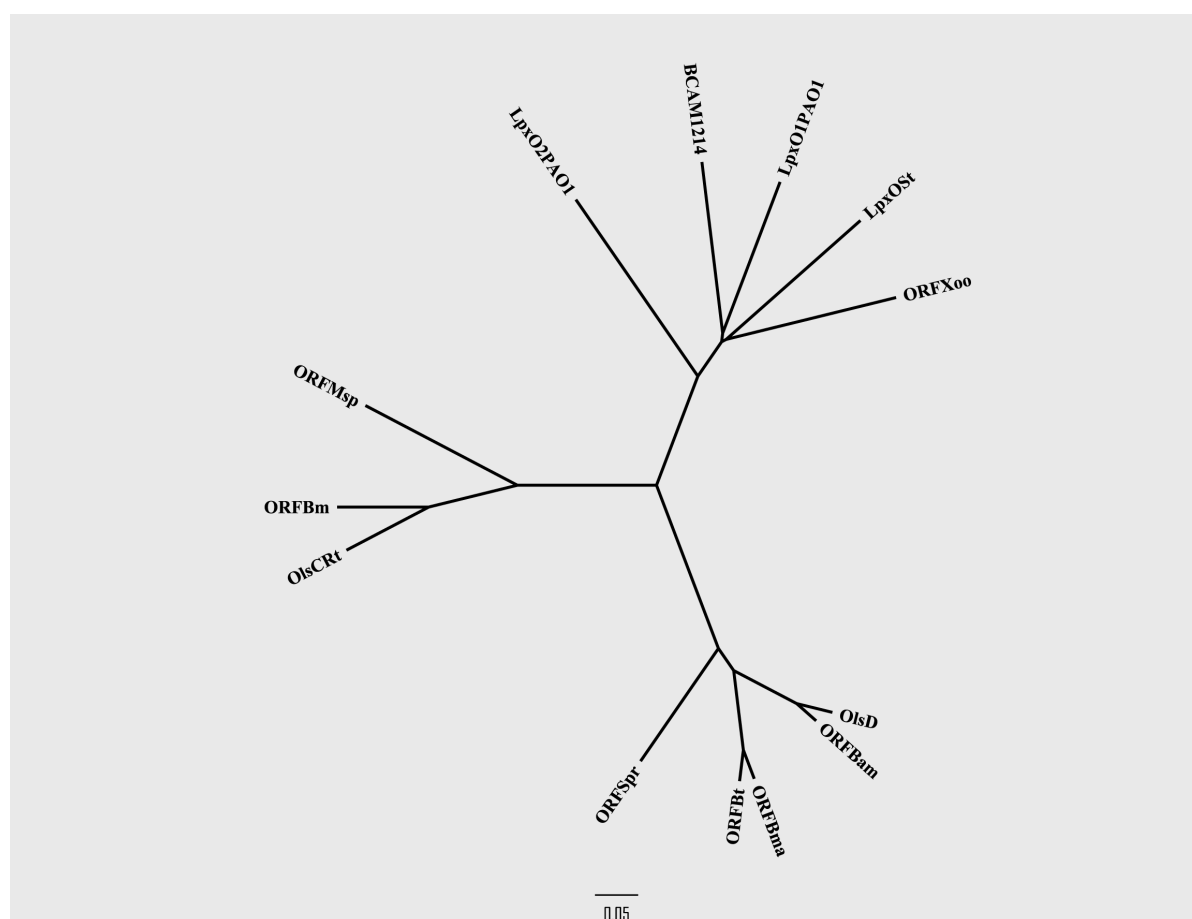 BCAM1214
LpxO1PAO1
LpxO2PAO1
LpxOSt
ORFXoo
ORFMsp
ORFBm
OlsCRt
OlsD
ORFBam
ORFSpr
ORFBt
ORFBma
0.05